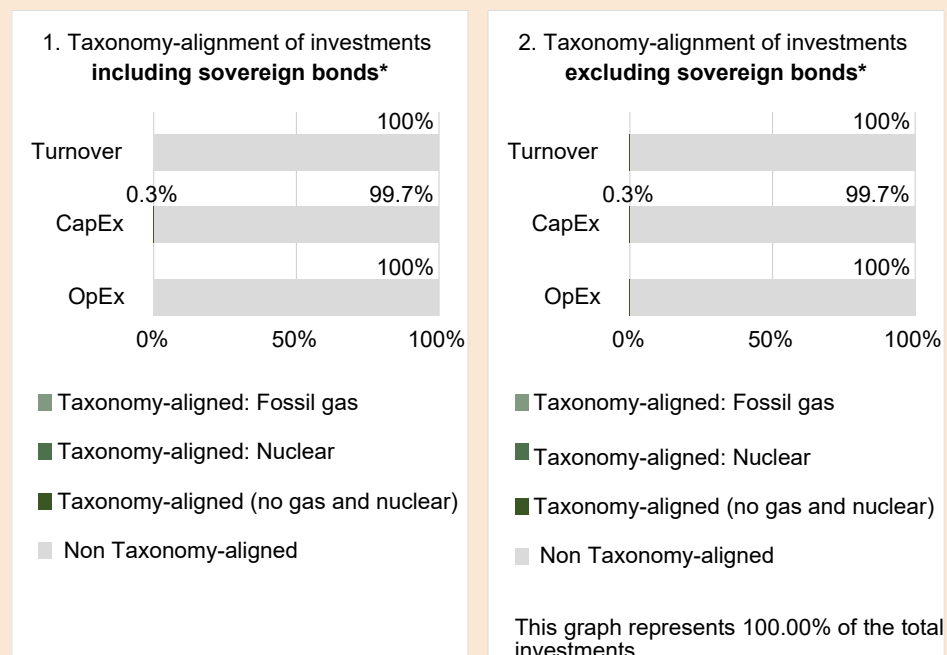 1. Taxonomy-alignment of investments
including sovereign bonds*
100%
Turnover
0.3% 99.7%
CapEx
100%
OpEx
0% 50% 100%
Taxonomy-aligned: Fossil gas
Taxonomy-aligned: Nuclear
Taxonomy-aligned (no gas and nuclear)
Non Taxonomy-aligned
2. Taxonomy-alignment of investments
excluding sovereign bonds*
100%
Turnover
0.3% 99.7%
CapEx
100%
OpEx
0% 50% 100%
Taxonomy-aligned: Fossil gas
Taxonomy-aligned: Nuclear
Taxonomy-aligned (no gas and nuclear)
Non Taxonomy-aligned
This graph represents 100.00% of the total
investments